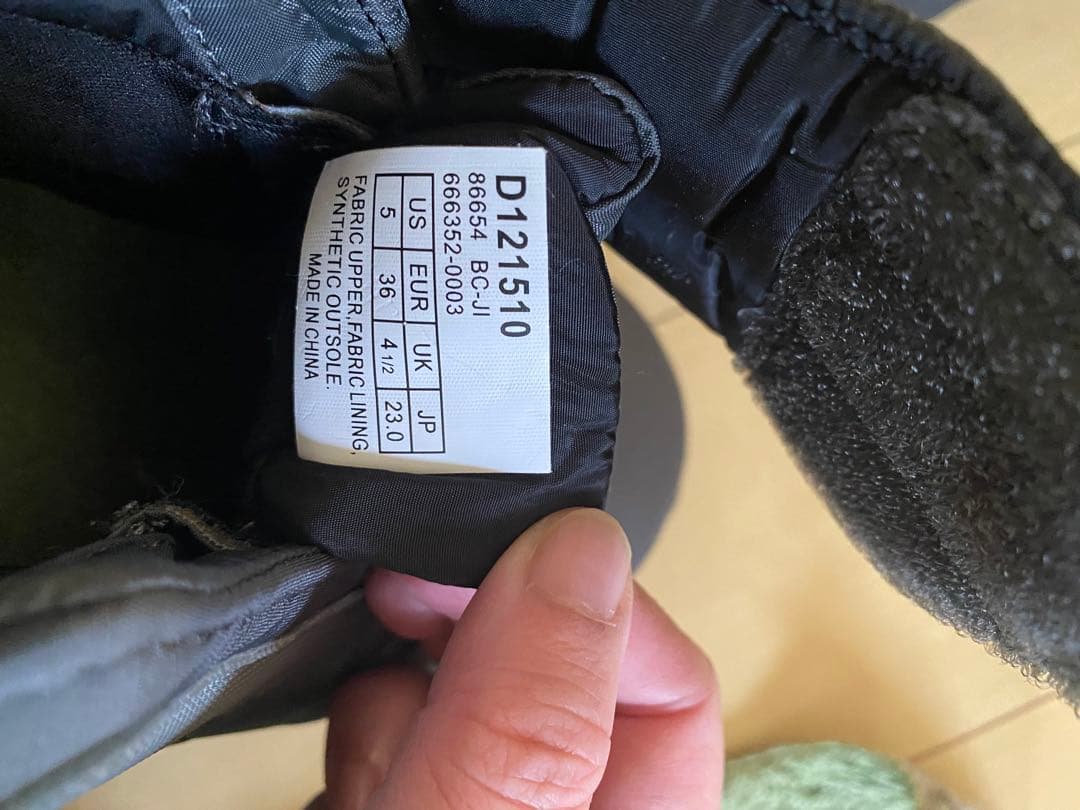 D121510
86654 BC-JI
666352-0003
US EUR UK JP
5 36 4 1/2 23.0
FABRIC UPPER,FABRIC LINING,
SYNTHETIC OUTSOLE.
MADE IN CHINA